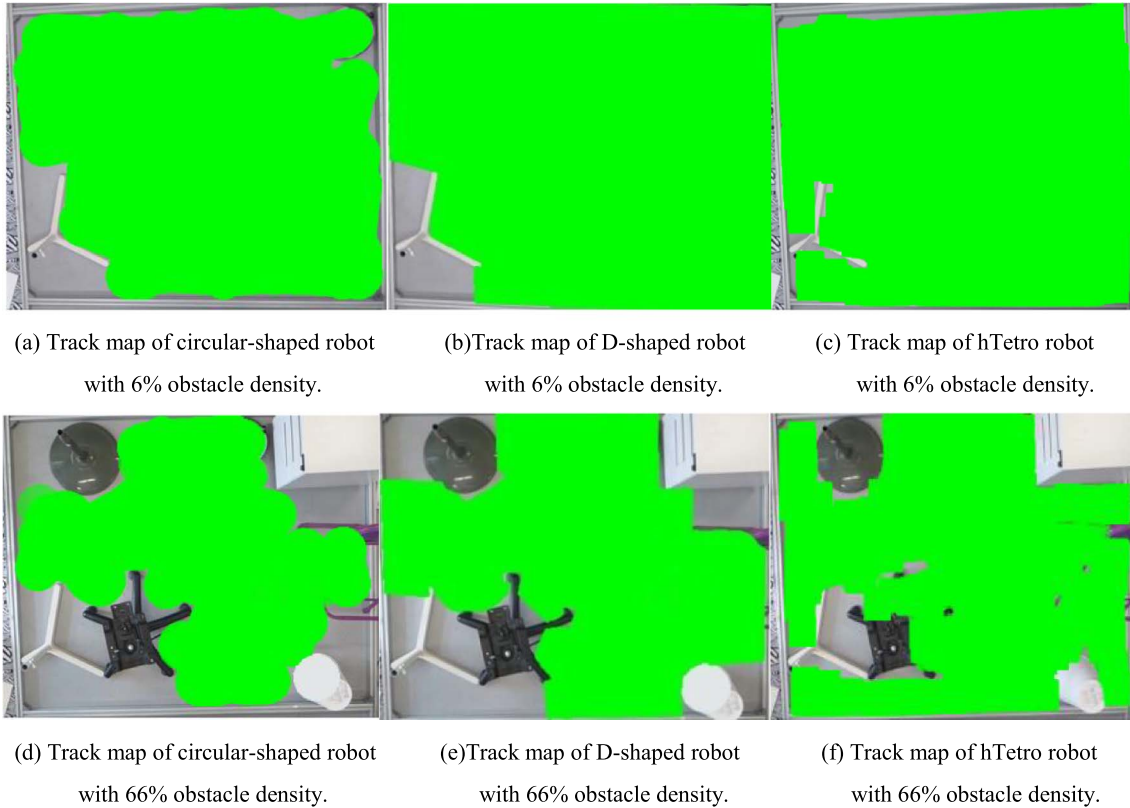 (a) Track map of circular-shaped robot
with 6% obstacle density.
(b)Track map of D-shaped robot
with 6% obstacle density.
(c) Track map of hTetro robot
with 6% obstacle density.
(d) Track map of circular-shaped robot
with 66% obstacle density.
(e)Track map of D-shaped robot
with 66% obstacle density.
(f) Track map of hTetro robot
with 66% obstacle density.